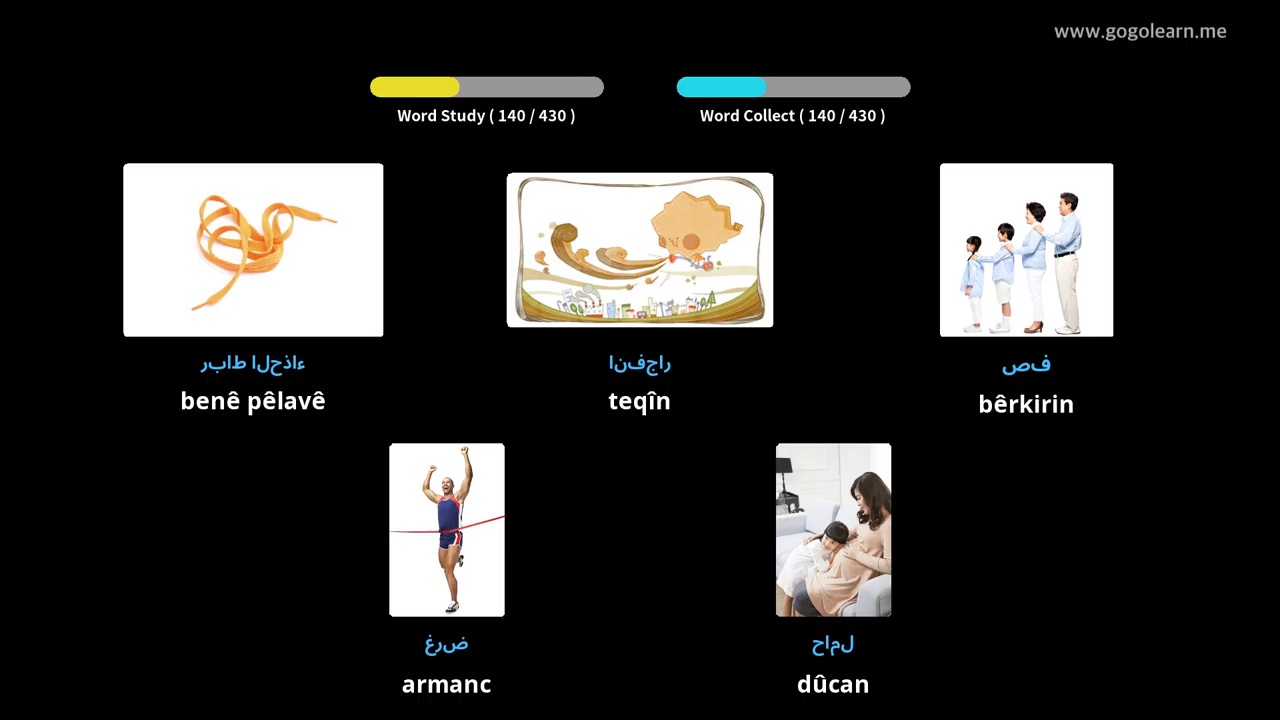 www.gogolearn.me
Word Study ( 140 / 430 )
Word Collect ( 140 / 430 )
رباط الحذاء
انفجار
صف
benê pêlavê
teqîn
bêrkirin
غرض
حامل
armanc
dûcan